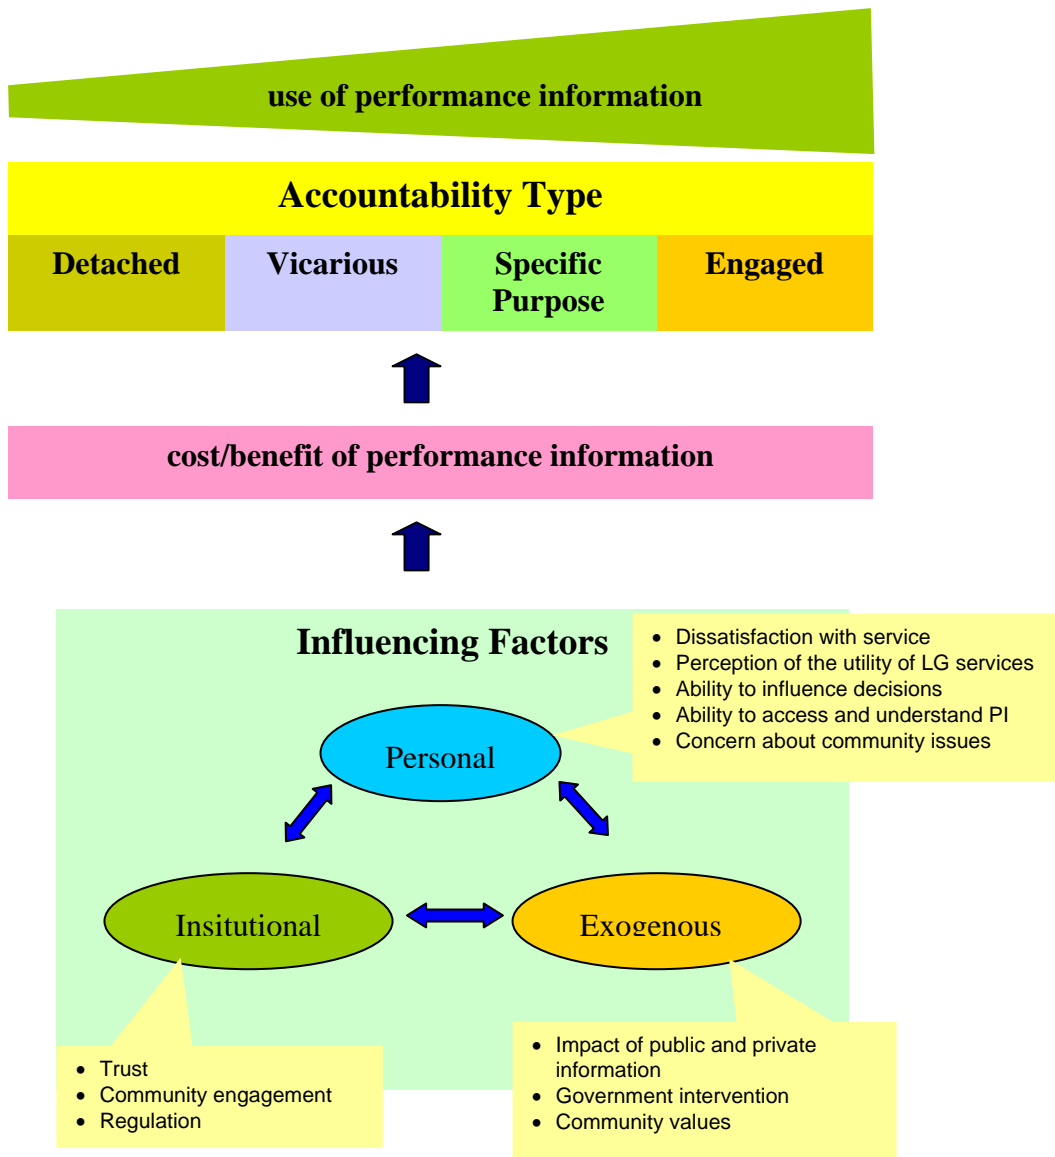 use of performance information
Accountability Type
Detached
Vicarious
Specific
Purpose
Engaged
cost/benefit of performance information
Influencing Factors
• Dissatisfaction with service
• Perception of the utility of LG services
• Ability to influence decisions
• Ability to access and understand PI
• Concern about community issues
Personal
Insitutional
Exogenous
• Trust
• Community engagement
• Regulation
• Impact of public and private
information
• Government intervention
• Community values